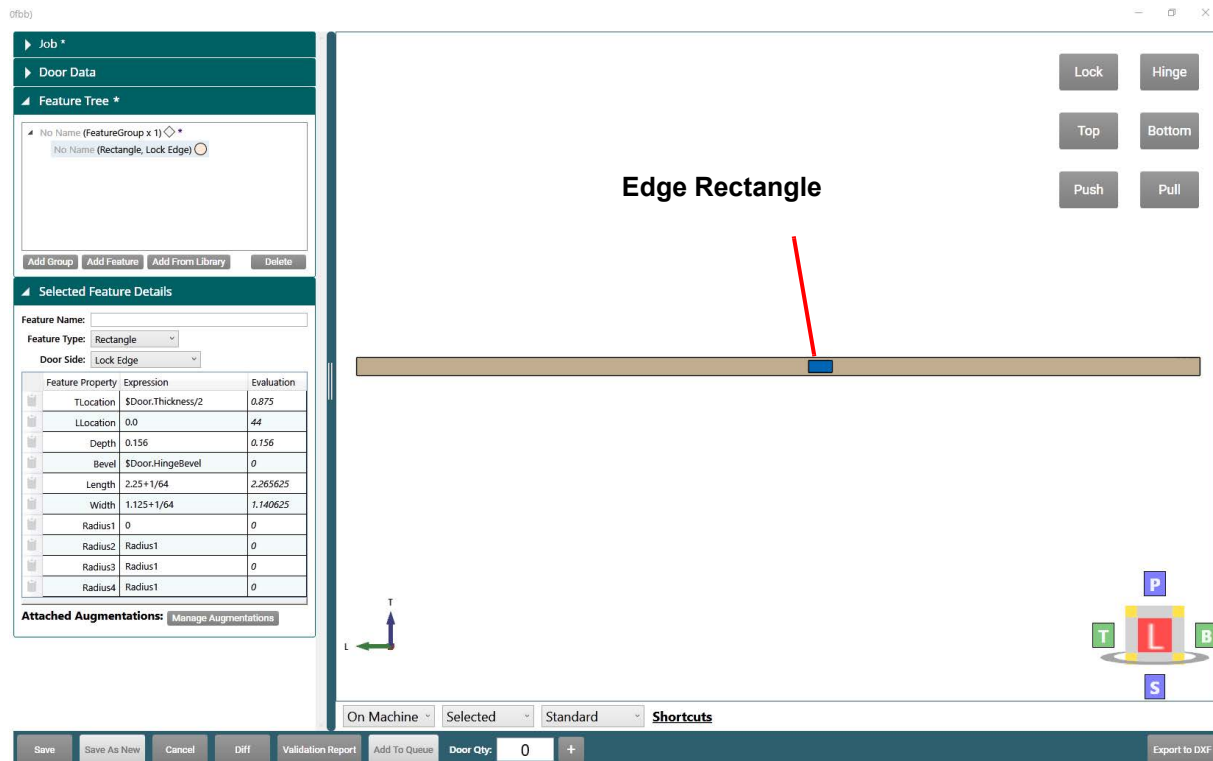 0fbb)
Job *
Door Data
Feature Tree *
No Name (FeatureGroup x 1) *
No Name (Rectangle, Lock Edge)
Add Group Add Feature Add From Library Delete
Selected Feature Details
Feature Name:
Feature Type: Rectangle
Door Side: Lock Edge
Feature Property Expression Evaluation
TLocation $Door.Thickness/2 0.875
LLocation 0.0 44
Depth 0.156 0.156
Bevel $Door.HingeBevel 0
Length 2.25+1/64 2.265625
Width 1.125+1/64 1.140625
Radius1 0 0
Radius2 Radius1 0
Radius3 Radius1 0
Radius4 Radius1 0
Attached Augmentations: Manage Augmentations
Lock Hinge
Top Bottom
Push Pull
Edge Rectangle
T
L
P
T L B
S
On Machine Selected Standard Shortcuts
Save Save As New Cancel Diff Validation Report Add To Queue Door Qty: 0 + Export to DXF